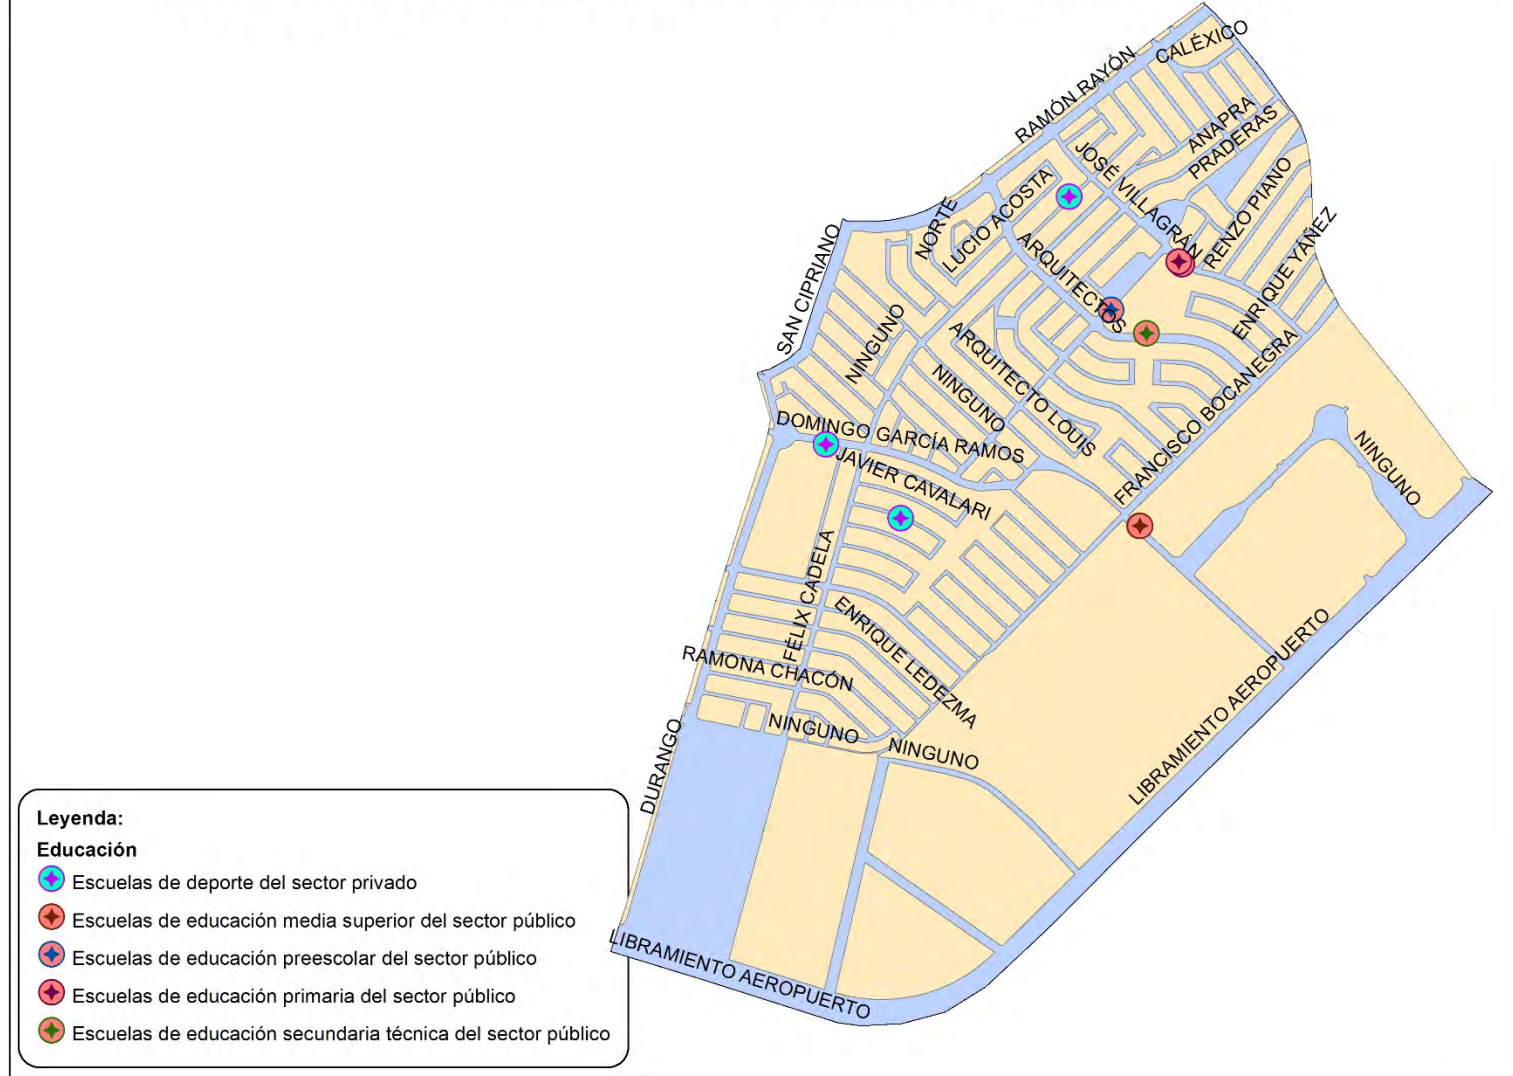 CALÉXICO
RAMÓN RAYÓN
ANAPRA
PRADERAS
JOSÉ VILLAGRÁN
RENZO PIANO
LUCIO ACOSTA
NORTE
ARQUITECTOS
ENRIQUE YÁÑEZ
SAN CIPRIANO
NINGUNO
ARQUITECTO LOUIS
NINGUNO
FRANCISCO BOCANEGRA
DOMINGO GARCÍA RAMOS
JAVIER CAVALARI
NINGUNO
FÉLIX CADELA
ENRIQUE LEDEZMA
RAMONA CHACÓN
NINGUNO
NINGUNO
DURANGO
LIBRAMIENTO AEROPUERTO
LIBRAMIENTO AEROPUERTO
Leyenda:
Educación
Escuelas de deporte del sector privado
Escuelas de educación media superior del sector público
Escuelas de educación preescolar del sector público
Escuelas de educación primaria del sector público
Escuelas de educación secundaria técnica del sector público